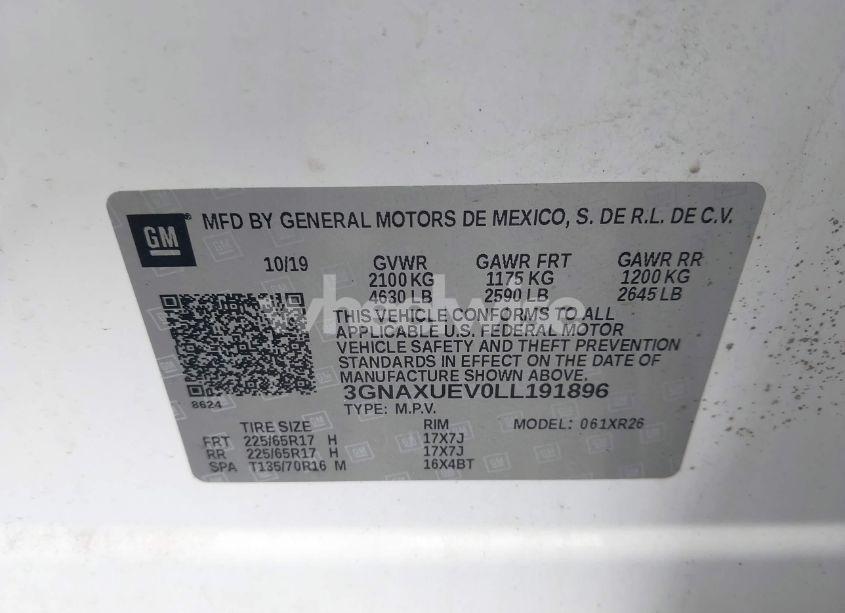 GM
MFD BY GENERAL MOTORS DE MEXICO, S. DE R.L. DE C.V.
10/19 GVWR GAWR FRT GAWR RR
2100 KG 1175 KG 1200 KG
4630 LB 2590 LB 2645 LB
THIS VEHICLE CONFORMS TO ALL
APPLICABLE U.S. FEDERAL MOTOR
VEHICLE SAFETY AND THEFT PREVENTION
STANDARDS IN EFFECT ON THE DATE OF
MANUFACTURE SHOWN ABOVE.
8624
3GNAXUEV0LL191896
TYPE: M.P.V. MODEL: 061XR26
TIRE SIZE RIM
FRT 225/65R17 H 17X7J
RR 225/65R17 H 17X7J
SPA T135/70R16 M 16X4BT